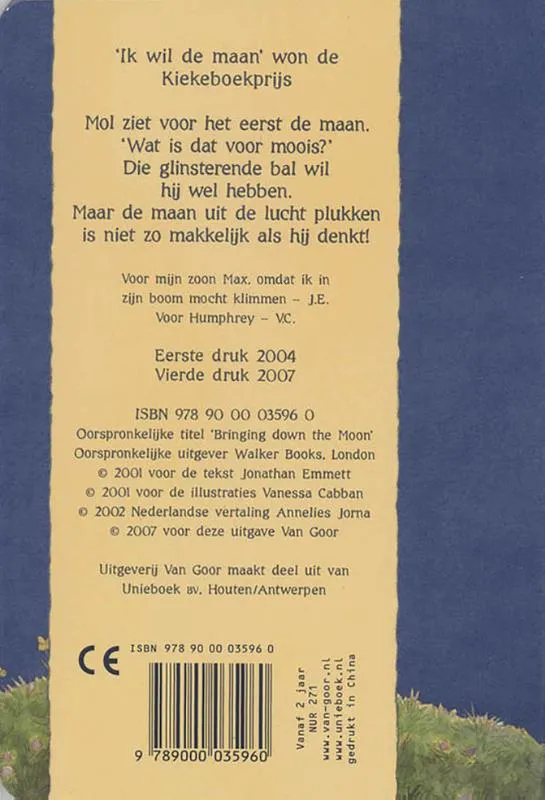 'Ik wil de maan' won de
Kiekeboekprijs
Mol ziet voor het eerst de maan.
'Wat is dat voor moois?'
Die glinsterende bal wil
hij wel hebben.
Maar de maan uit de lucht plukken
is niet zo makkelijk als hij denkt!
Voor mijn zoon Max, omdat ik in
zijn boom mocht klimmen – J.E.
Voor Humphrey – V.C.
Eerste druk 2004
Vierde druk 2007
ISBN 978 90 00 03596 0
Oorspronkelijke titel 'Bringing down the Moon'
Oorspronkelijke uitgever Walker Books, London
© 2001 voor de tekst Jonathan Emmett
© 2001 voor de illustraties Vanessa Cabban
© 2002 Nederlandse vertaling Annelies Jorna
© 2007 voor deze uitgave Van Goor
Uitgeverij Van Goor maakt deel uit van
Unieboek BV, Houten/Antwerpen
CE
ISBN 978 90 00 03596 0
9 789000 035960
Vanaf 2 jaar
NUR 271
www.van-goor.nl
www.unieboek.nl
gedrukt in China